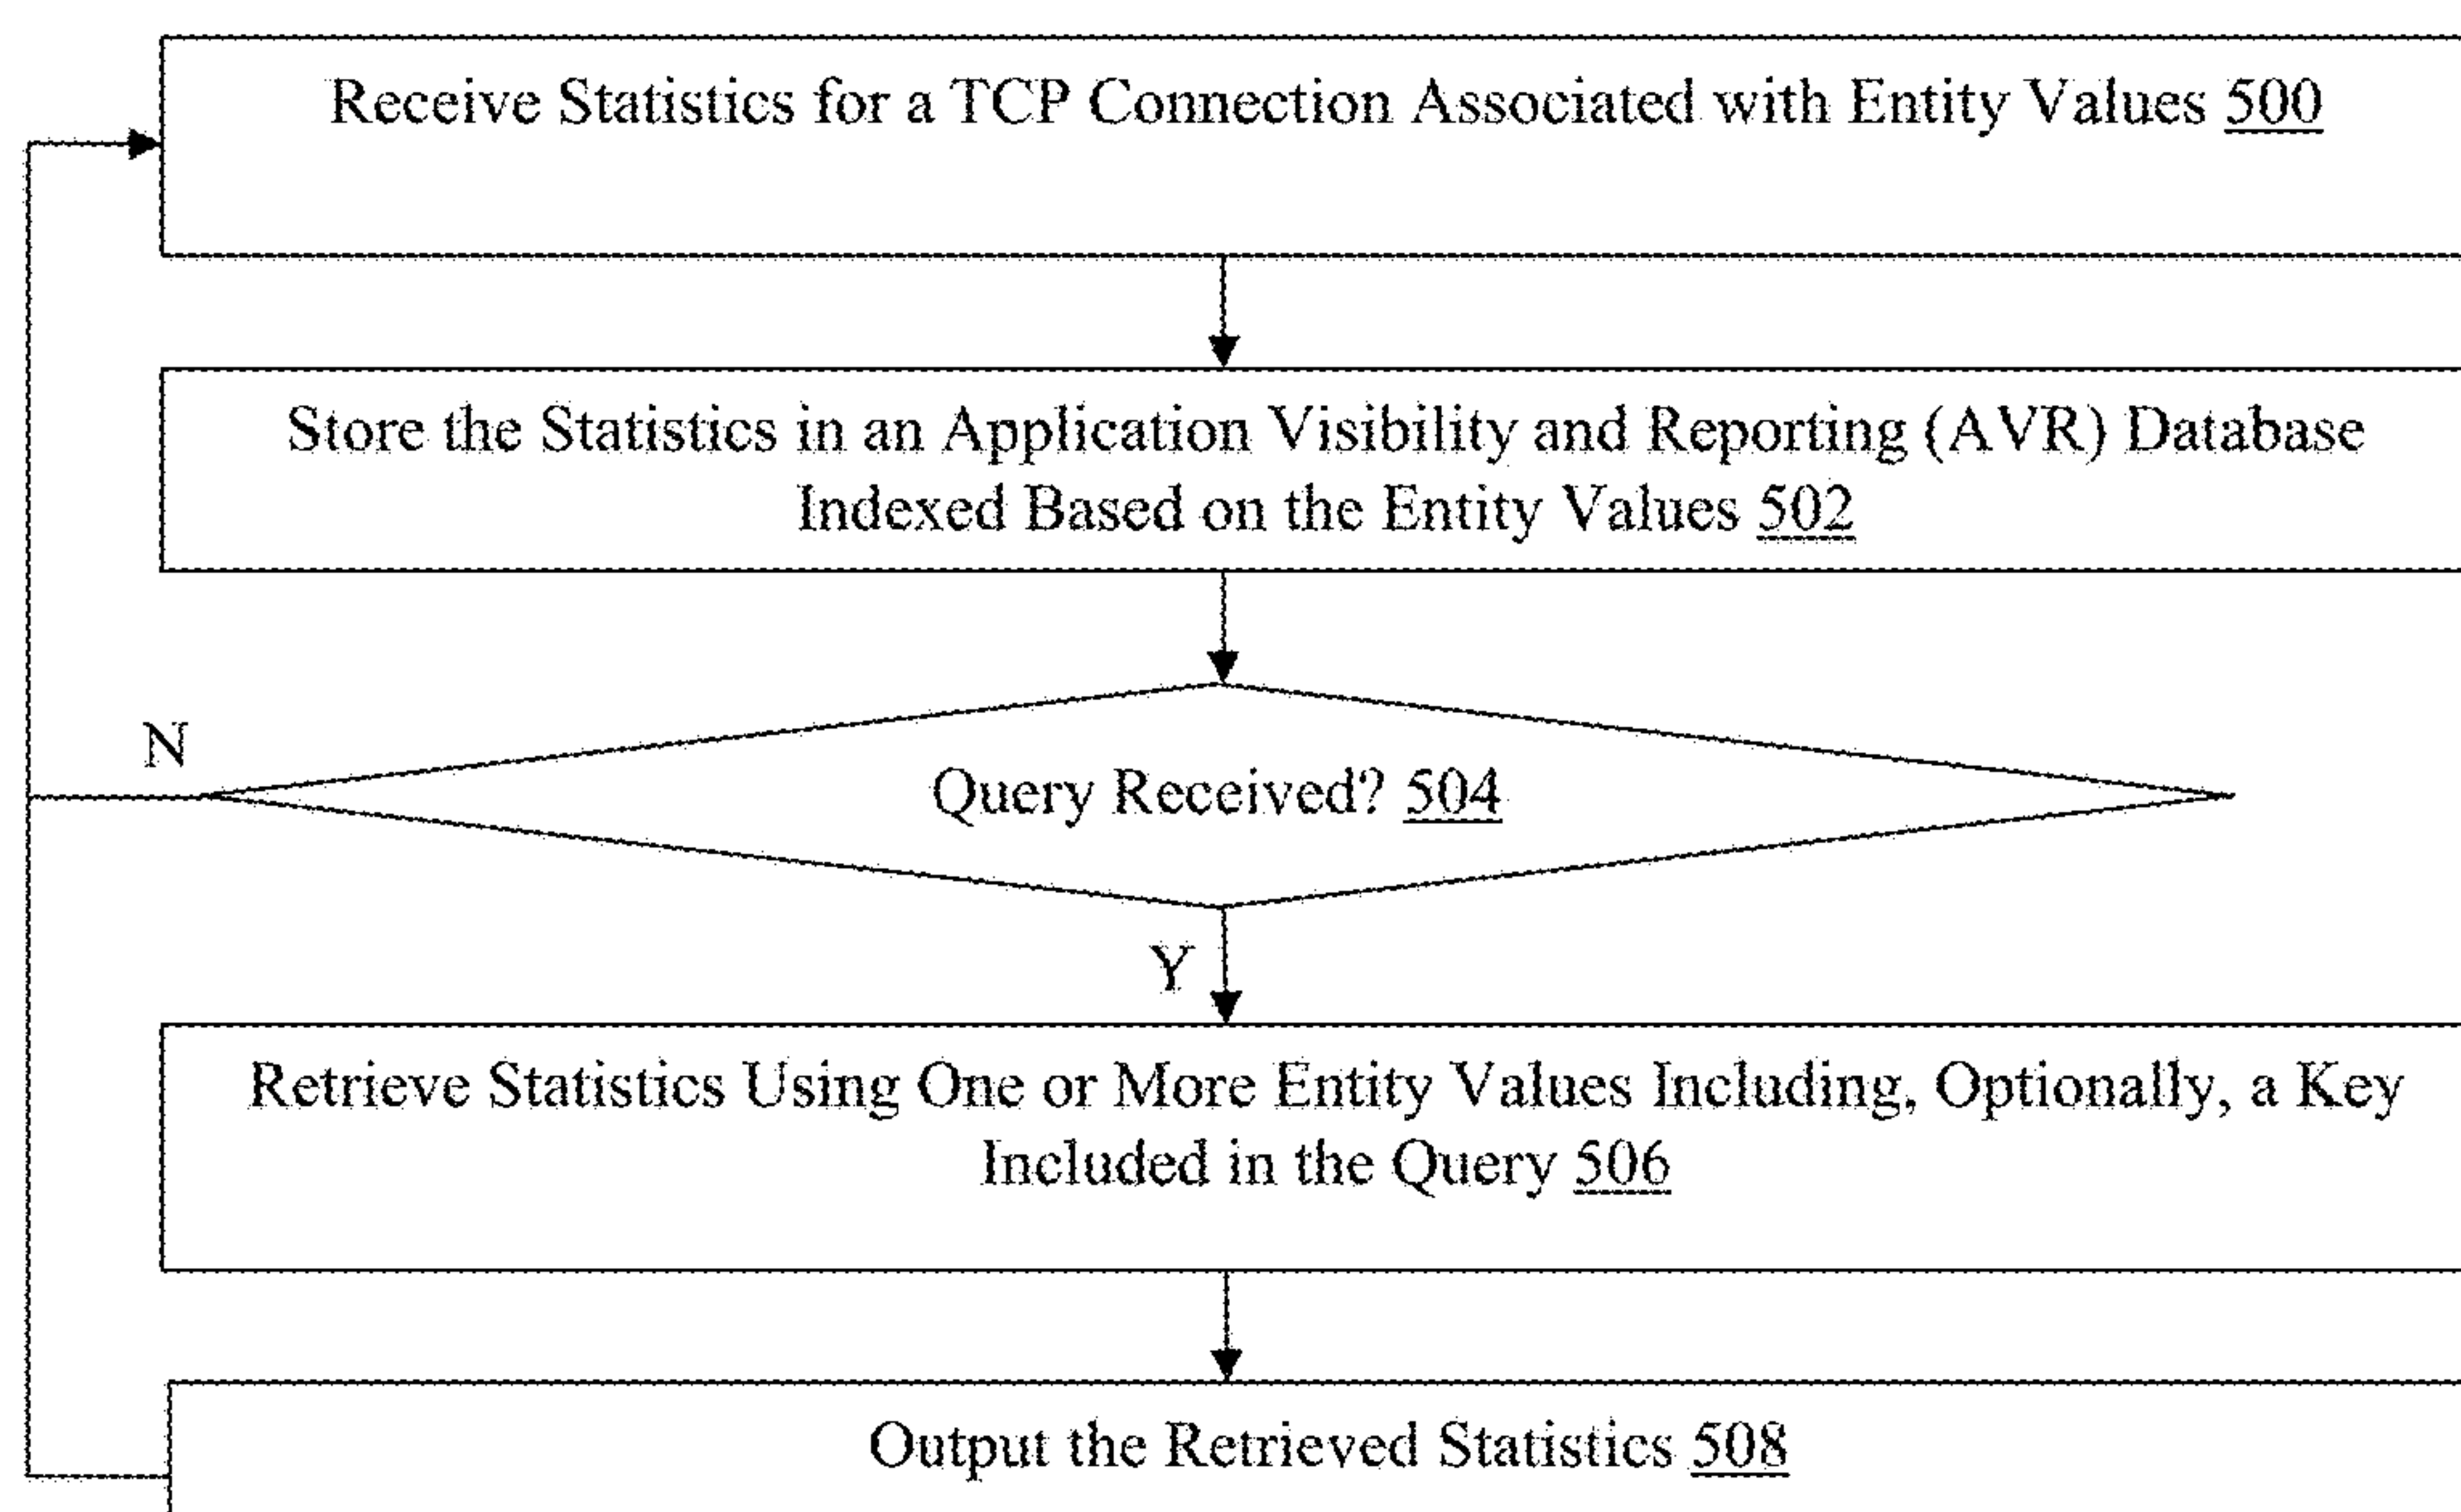 Receive Statistics for a TCP Connection Associated with Entity Values 500
Store the Statistics in an Application Visibility and Reporting (AVR) Database
Indexed Based on the Entity Values 502
N
Query Received? 504
Y
Retrieve Statistics Using One or More Entity Values Including, Optionally, a Key
Included in the Query 506
Output the Retrieved Statistics 508